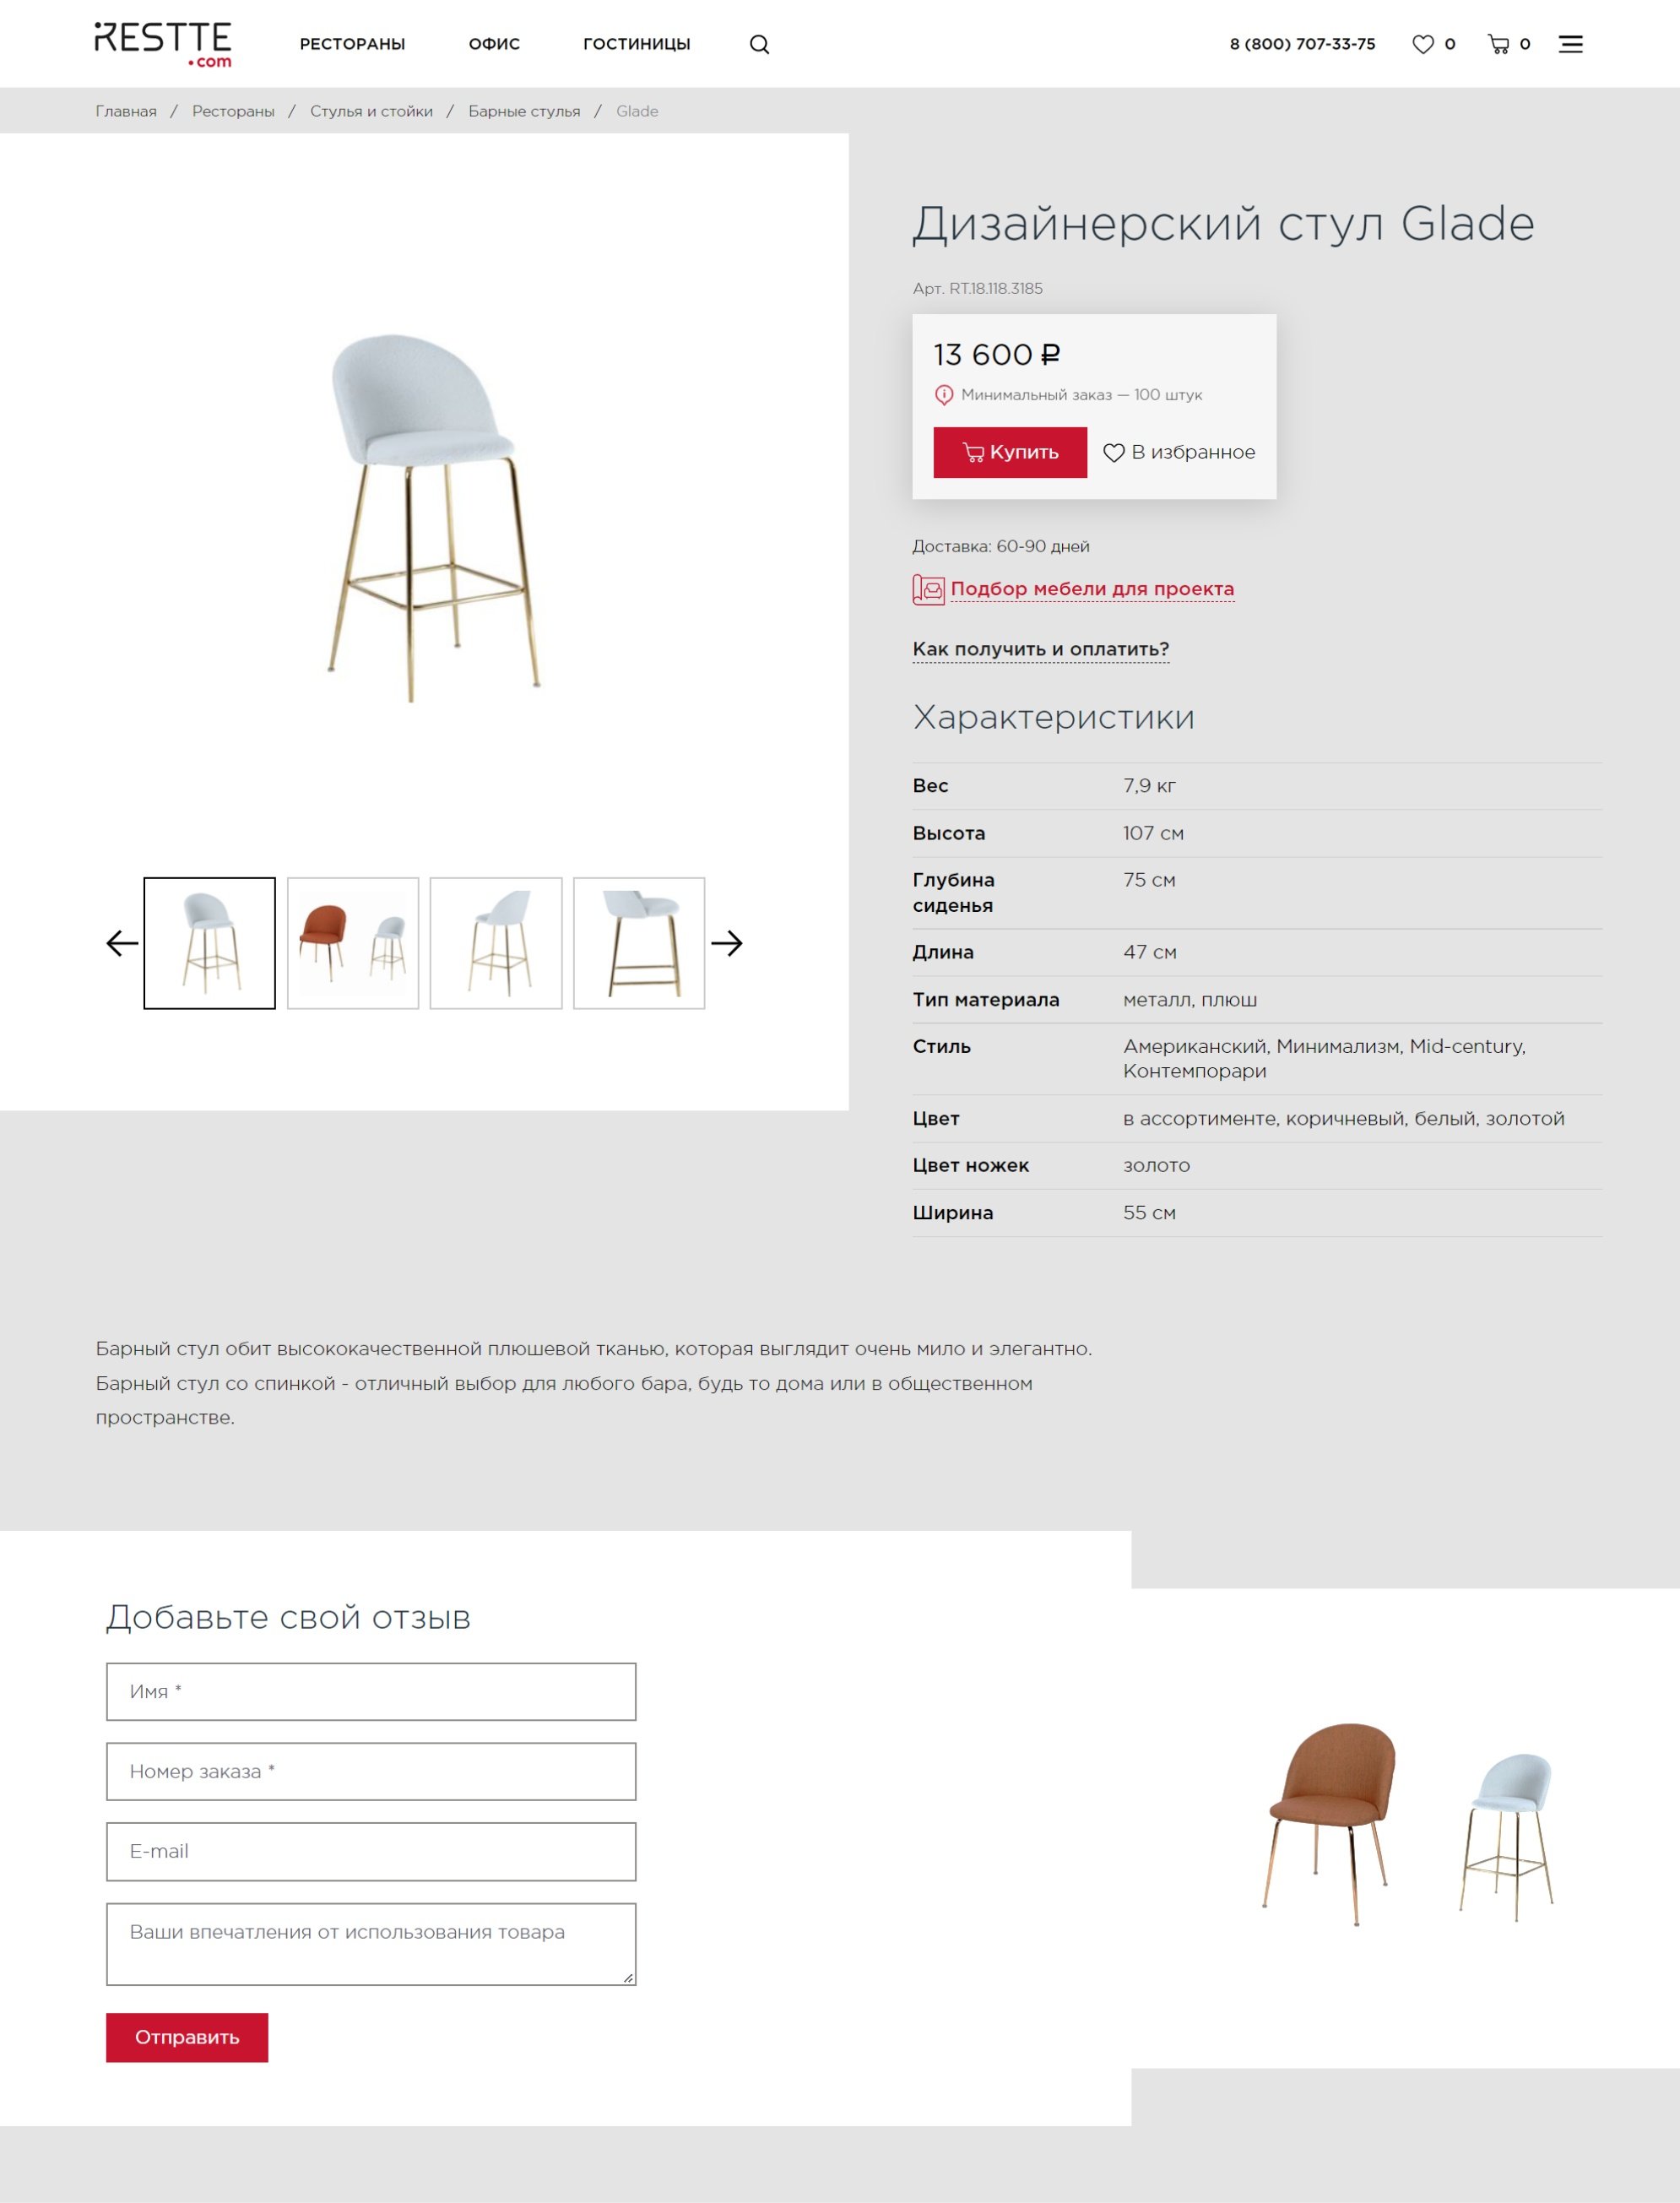 RESTTE
.com
РЕСТОРАНЫ
ОФИС
ГОСТИНИЦЫ
8 (800) 707-33-75
0
0
Главная / Рестораны / Стулья и стойки / Барные стулья / Glade
Дизайнерский стул Glade
Арт. RT.18.118.3185
13 600 ₽
Минимальный заказ — 100 штук
Купить
В избранное
Доставка: 60-90 дней
Подбор мебели для проекта
Как получить и оплатить?
Характеристики
Вес 7,9 кг
Высота 107 см
Глубина 75 см
сиденья
Длина 47 см
Тип материала металл, плюш
Стиль Американский, Минимализм, Mid-century,
Контемпорари
Цвет в ассортименте, коричневый, белый, золотой
Цвет ножек золото
Ширина 55 см
Барный стул обит высококачественной плюшевой тканью, которая выглядит очень мило и элегантно.
Барный стул со спинкой - отличный выбор для любого бара, будь то дома или в общественном
пространстве.
Добавьте свой отзыв
Имя *
Номер заказа *
E-mail
Ваши впечатления от использования товара
Отправить